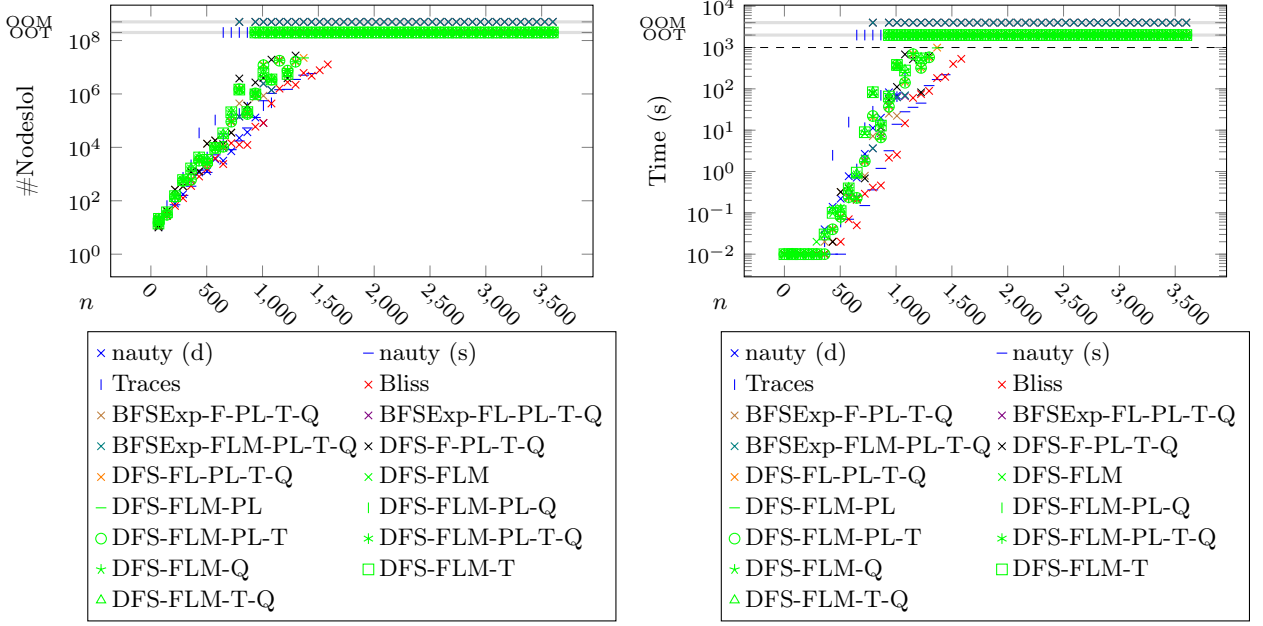 OOM
OOT
10^8
10^6
10^4
10^2
10^0
#Nodeslol
n
0
500
1,000
1,500
2,000
2,500
3,000
3,500
× nauty (d)
− nauty (s)
| Traces
× Bliss
× BFSExp-F-PL-T-Q
× BFSExp-FL-PL-T-Q
× BFSExp-FLM-PL-T-Q
× DFS-F-PL-T-Q
× DFS-FL-PL-T-Q
× DFS-FLM
− DFS-FLM-PL
| DFS-FLM-PL-Q
DFS-FLM-PL-T
DFS-FLM-PL-T-Q
DFS-FLM-Q
DFS-FLM-T
DFS-FLM-T-Q
OOM
OOT
10^4
10^3
10^2
10^1
10^0
10^−1
10^−2
Time (s)
n
0
500
1,000
1,500
2,000
2,500
3,000
3,500
× nauty (d)
− nauty (s)
| Traces
× Bliss
× BFSExp-F-PL-T-Q
× BFSExp-FL-PL-T-Q
× BFSExp-FLM-PL-T-Q
× DFS-F-PL-T-Q
× DFS-FL-PL-T-Q
× DFS-FLM
− DFS-FLM-PL
| DFS-FLM-PL-Q
DFS-FLM-PL-T
DFS-FLM-PL-T-Q
DFS-FLM-Q
DFS-FLM-T
DFS-FLM-T-Q